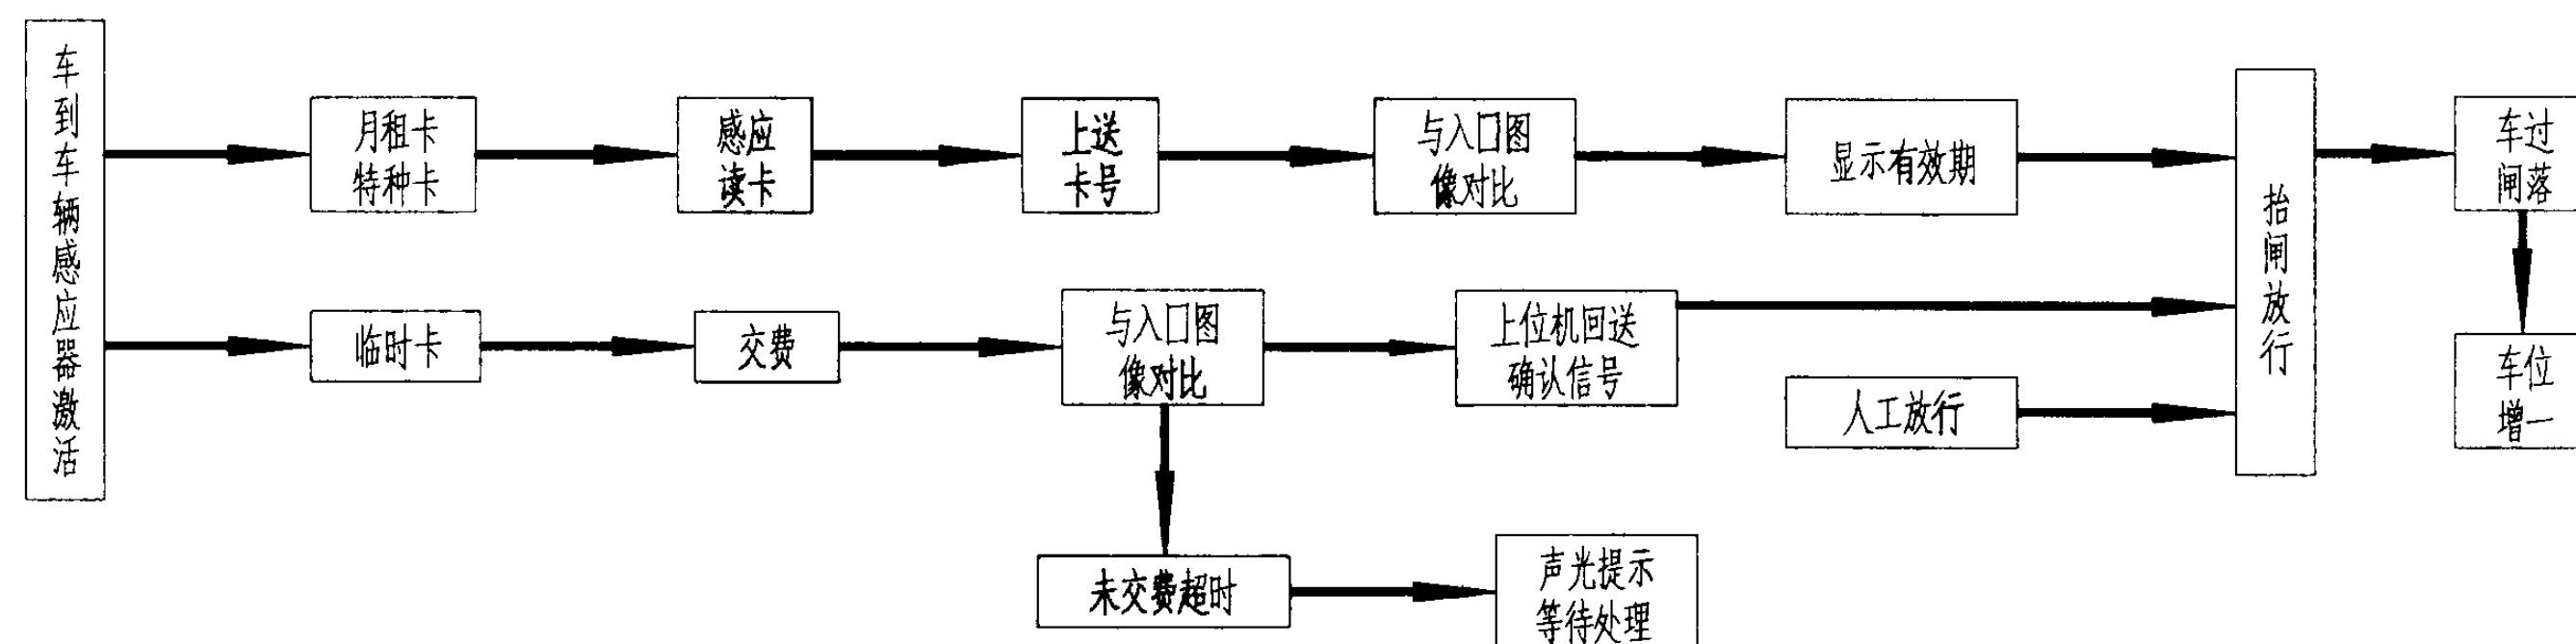 车到车辆感应器激活
月租卡
特种卡
感应
读卡
上送
卡号
与入口图
像对比
显示有效期
抬闸放行
车过
闸落
临时卡
交费
与入口图
像对比
上位机回送
确认信号
人工放行
车位
增一
未交费超时
声光提示
等待处理